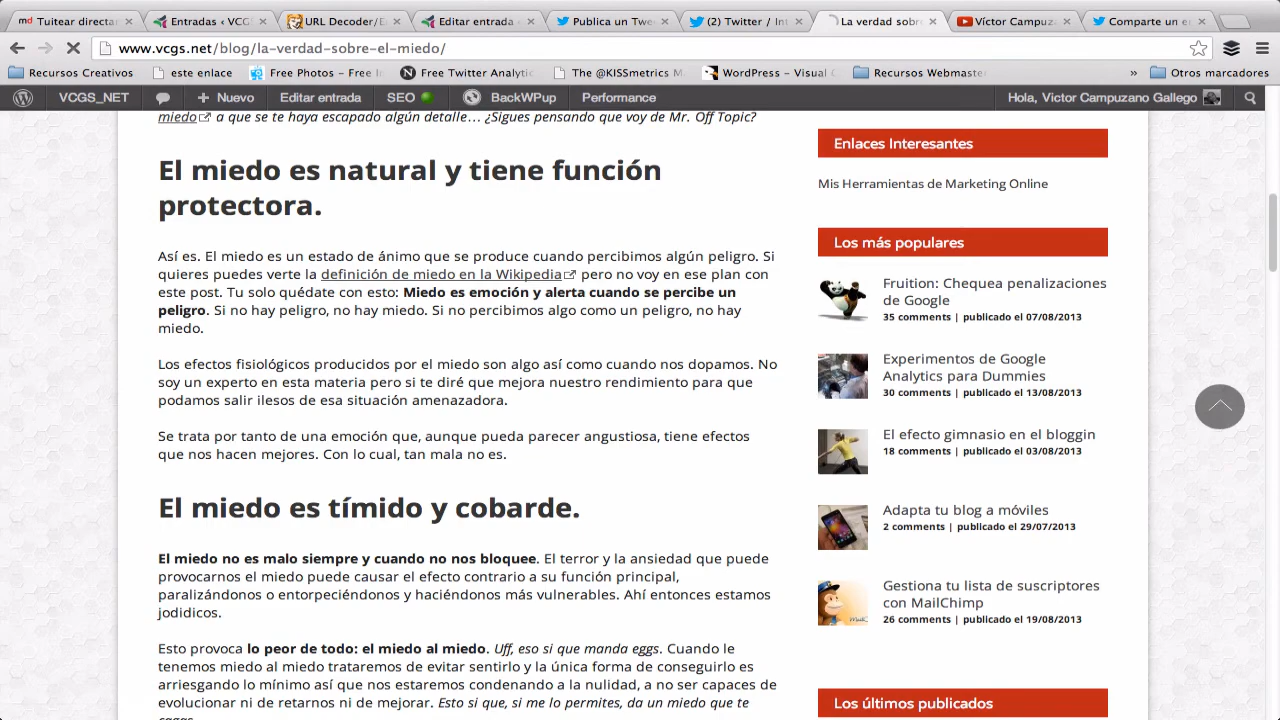 Tuitear directar
Entradas ‹ VCG
URL Decoder/E
Editar entrada ‹
Publica un Twe
(2) Twitter / Int
La verdad sobr
Víctor Campuza
Comparte un e
www.vcgs.net/blog/la-verdad-sobre-el-miedo/
Recursos Creativos
este enlace
Free Photos - Free I
Free Twitter Analytic
The @KISSmetrics M
WordPress - Visual
Recursos Webmaster
»
Otros marcadores
VCGS_NET
+ Nuevo
Editar entrada
SEO
BackWPup
Performance
Hola, Victor Campuzano Gallego
miedo a que se te haya escapado algún detalle… ¿Sigues pensando que voy de Mr. Off Topic?
El miedo es natural y tiene función
protectora.
Así es. El miedo es un estado de ánimo que se produce cuando percibimos algún peligro. Si
quieres puedes verte la definición de miedo en la Wikipedia pero no voy en ese plan con
este post. Tu solo quédate con esto: Miedo es emoción y alerta cuando se percibe un
peligro. Si no hay peligro, no hay miedo. Si no percibimos algo como un peligro, no hay
miedo.
Los efectos fisiológicos producidos por el miedo son algo así como cuando nos dopamos. No
soy un experto en esta materia pero si te diré que mejora nuestro rendimiento para que
podamos salir ilesos de esa situación amenazadora.
Se trata por tanto de una emoción que, aunque pueda parecer angustiosa, tiene efectos
que nos hacen mejores. Con lo cual, tan mala no es.
El miedo es tímido y cobarde.
El miedo no es malo siempre y cuando no nos bloquee. El terror y la ansiedad que puede
provocarnos el miedo puede causar el efecto contrario a su función principal,
paralizándonos o entorpeciéndonos y haciéndonos más vulnerables. Ahí entonces estamos
jodidicos.
Esto provoca lo peor de todo: el miedo al miedo. Uff, eso si que manda eggs. Cuando le
tenemos miedo al miedo trataremos de evitar sentirlo y la única forma de conseguirlo es
arriesgando lo mínimo así que nos estaremos condenando a la nulidad, a no ser capaces de
evolucionar ni de retarnos ni de mejorar. Esto si que, si me lo permites, da un miedo que te
cagas.
Enlaces Interesantes
Mis Herramientas de Marketing Online
Los más populares
Fruition: Chequea penalizaciones
de Google
35 comments | publicado el 07/08/2013
Experimentos de Google
Analytics para Dummies
30 comments | publicado el 13/08/2013
El efecto gimnasio en el bloggin
18 comments | publicado el 03/08/2013
Adapta tu blog a móviles
2 comments | publicado el 29/07/2013
Gestiona tu lista de suscriptores
con MailChimp
26 comments | publicado el 19/08/2013
Los últimos publicados